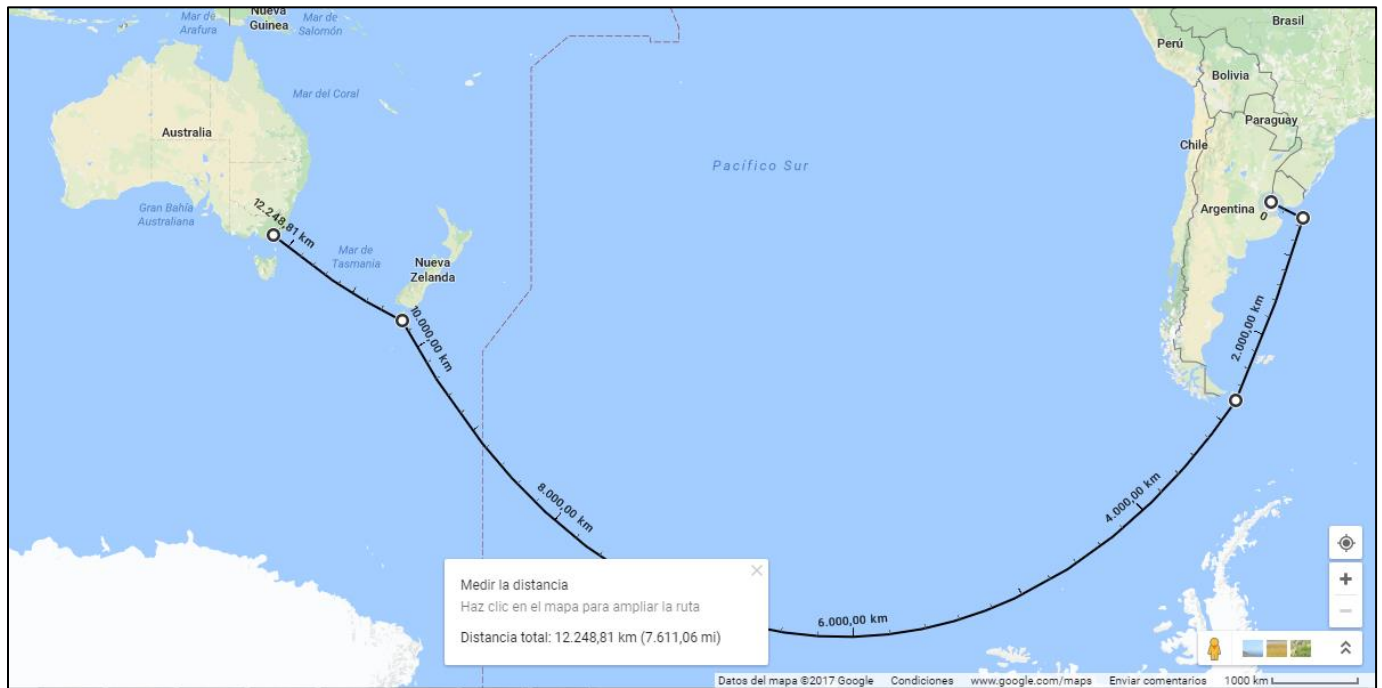 Nueva
Guinea
Mar de
Arafura
Mar de
Salomón
Brasil
Perú
Bolivia
Mar del Coral
Australia
Paraguay
Chile
Pacífico Sur
Gran Bahía
Australiana
12.248,81 km
Argentina
0
Mar de
Tasmania
Nueva
Zelanda
10.000,00 km
2.000,00 km
8.000,00 km
4.000,00 km
Medir la distancia
Haz clic en el mapa para ampliar la ruta
Distancia total: 12.248,81 km (7.611,06 mi)
6.000,00 km
Datos del mapa ©2017 Google Condiciones www.google.com/maps Enviar comentarios 1000 km